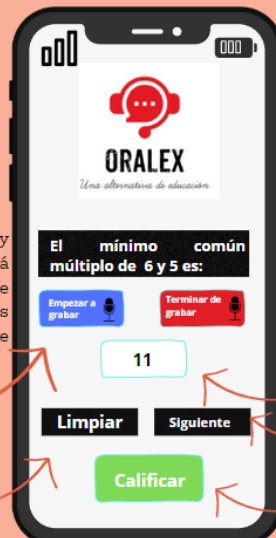 ORALEX
Una alternativa de educación
y
á
e
s
e
El mínimo común
múltiplo de 6 y 5 es:
Empezar a
grabar
Terminar de
grabar
11
Limpiar
Siguiente
Calificar